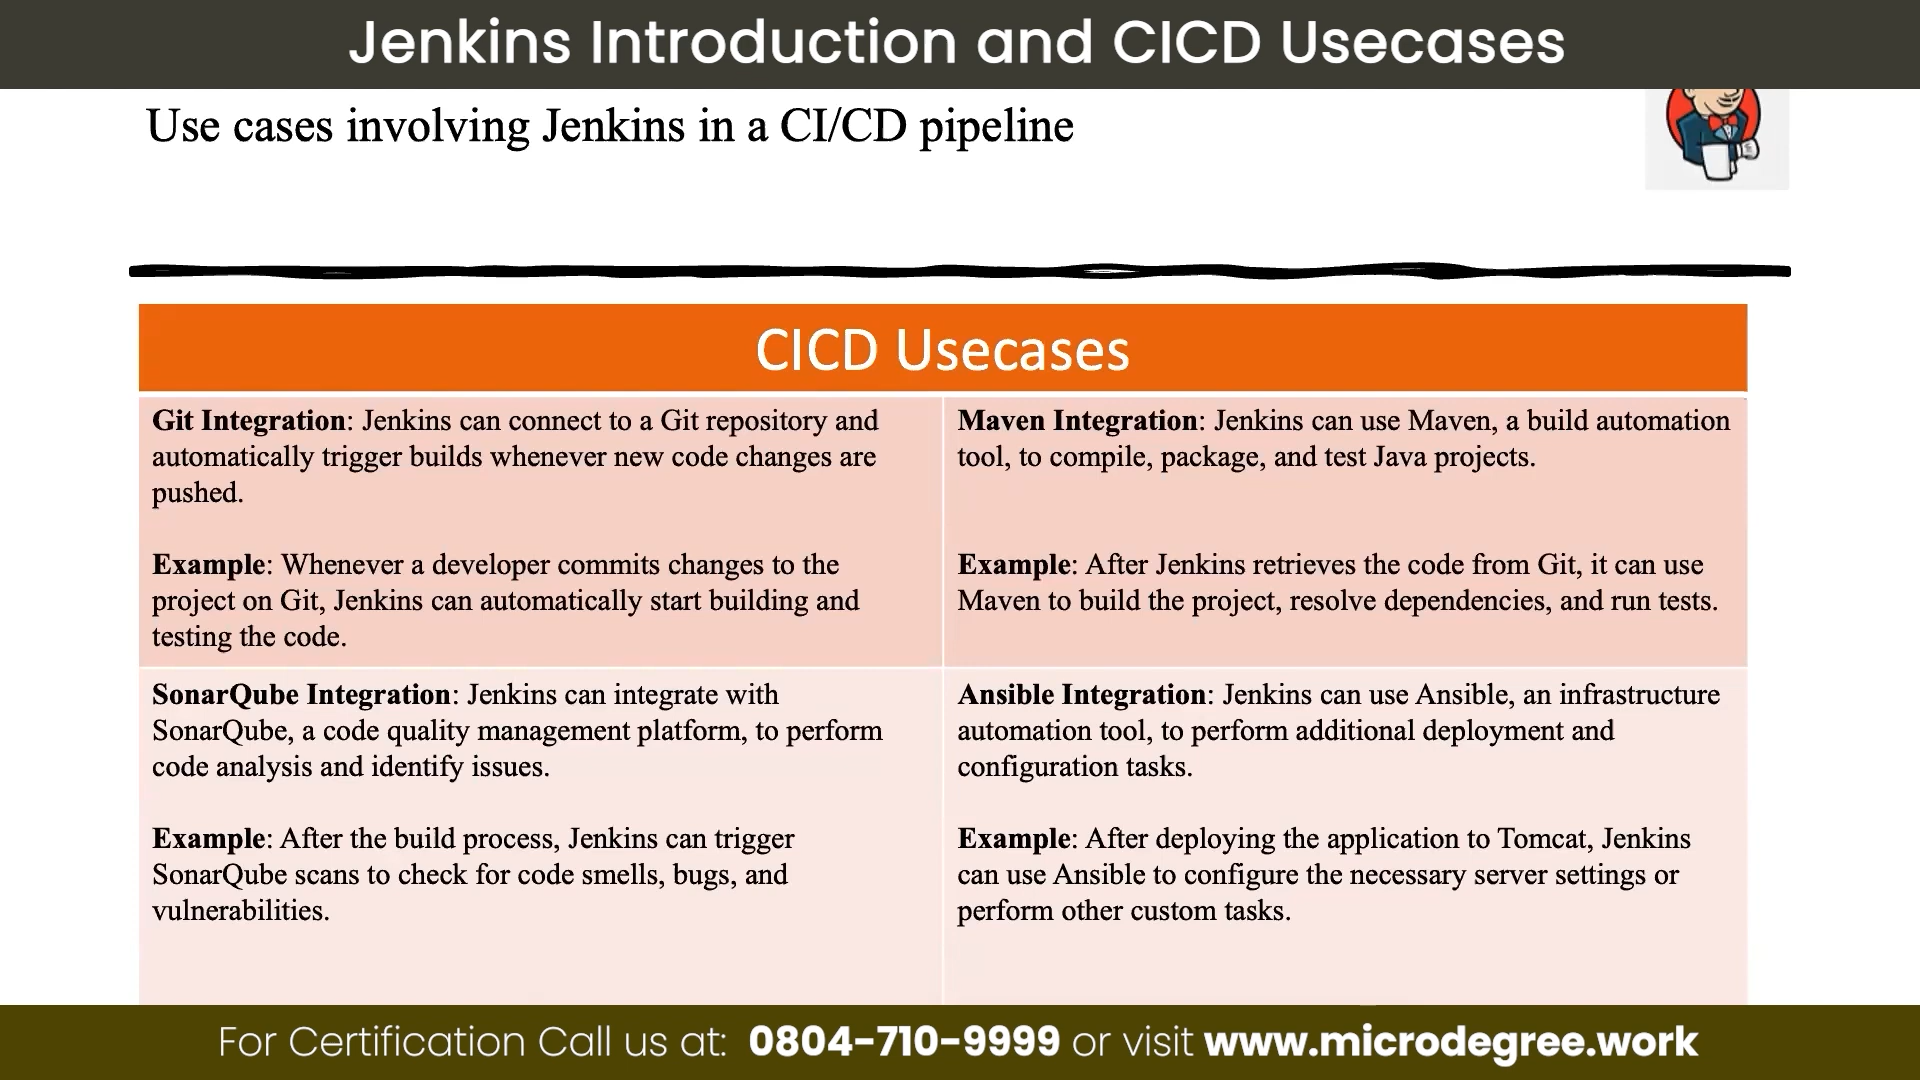 Jenkins Introduction and CICD Usecases
Use cases involving Jenkins in a CI/CD pipeline
CICD Usecases
Git Integration: Jenkins can connect to a Git repository and
automatically trigger builds whenever new code changes are
pushed.
Example: Whenever a developer commits changes to the
project on Git, Jenkins can automatically start building and
testing the code.
Maven Integration: Jenkins can use Maven, a build automation
tool, to compile, package, and test Java projects.
Example: After Jenkins retrieves the code from Git, it can use
Maven to build the project, resolve dependencies, and run tests.
SonarQube Integration: Jenkins can integrate with
SonarQube, a code quality management platform, to perform
code analysis and identify issues.
Example: After the build process, Jenkins can trigger
SonarQube scans to check for code smells, bugs, and
vulnerabilities.
Ansible Integration: Jenkins can use Ansible, an infrastructure
automation tool, to perform additional deployment and
configuration tasks.
Example: After deploying the application to Tomcat, Jenkins
can use Ansible to configure the necessary server settings or
perform other custom tasks.
For Certification Call us at: 0804-710-9999 or visit www.microdegree.work